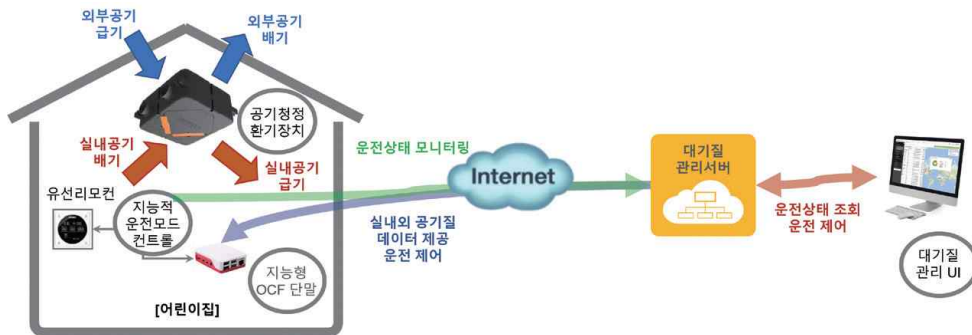 외부공기
급기
외부공기
배기
공기청정
환기장치
실내공기
배기
실내공기
급기
유선리모컨
지능적
운전모드
컨트롤
지능형
OCF 단말
[어린이집]
운전상태 모니터링
Internet
실내외 공기질
데이터 제공
운전 제어
대기질
관리서버
운전상태 조회
운전 제어
대기질
관리 UI